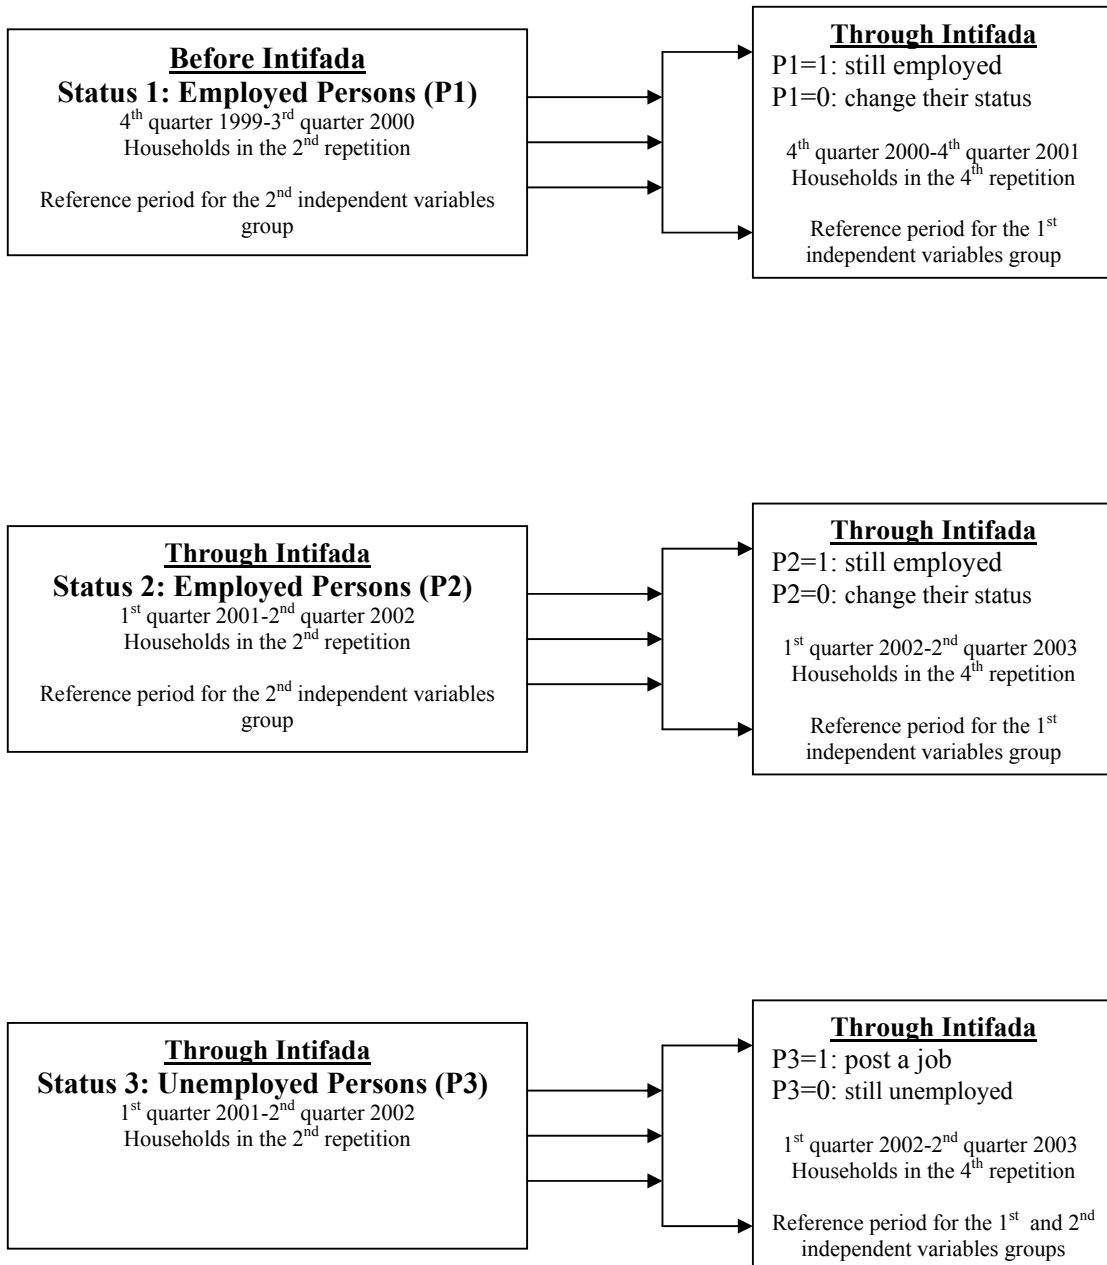 Before Intifada
Status 1: Employed Persons (P1)
4th quarter 1999-3rd quarter 2000
Households in the 2nd repetition
Reference period for the 2nd independent variables
group
Through Intifada
P1=1: still employed
P1=0: change their status
4th quarter 2000-4th quarter 2001
Households in the 4th repetition
Reference period for the 1st
independent variables group
Through Intifada
Status 2: Employed Persons (P2)
1st quarter 2001-2nd quarter 2002
Households in the 2nd repetition
Reference period for the 2nd independent variables
group
Through Intifada
P2=1: still employed
P2=0: change their status
1st quarter 2002-2nd quarter 2003
Households in the 4th repetition
Reference period for the 1st
independent variables group
Through Intifada
Status 3: Unemployed Persons (P3)
1st quarter 2001-2nd quarter 2002
Households in the 2nd repetition
Through Intifada
P3=1: post a job
P3=0: still unemployed
1st quarter 2002-2nd quarter 2003
Households in the 4th repetition
Reference period for the 1st and 2nd
independent variables groups